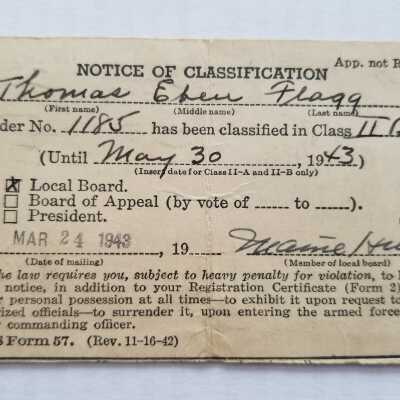 NOTICE OF CLASSIFICATION App. not R
Thomas Eben Flagg
(First name) (Middle name) (Last name)
der No. 1185 has been classified in Class II
(Until May 30, 1943.)
(Insert date for Class II-A and II-B only)
☒ Local Board.
☐ Board of Appeal (by vote of ------ to ------).
☐ President.
MAR 24 1943, 19
(Date of mailing) (Member of local board)
he law requires you, subject to heavy penalty for violation, to h
notice, in addition to your Registration Certificate (Form 2)
r personal possession at all times—to exhibit it upon request to
rized officials—to surrender it, upon entering the armed force
commanding officer.
S Form 57. (Rev. 11-16-42)